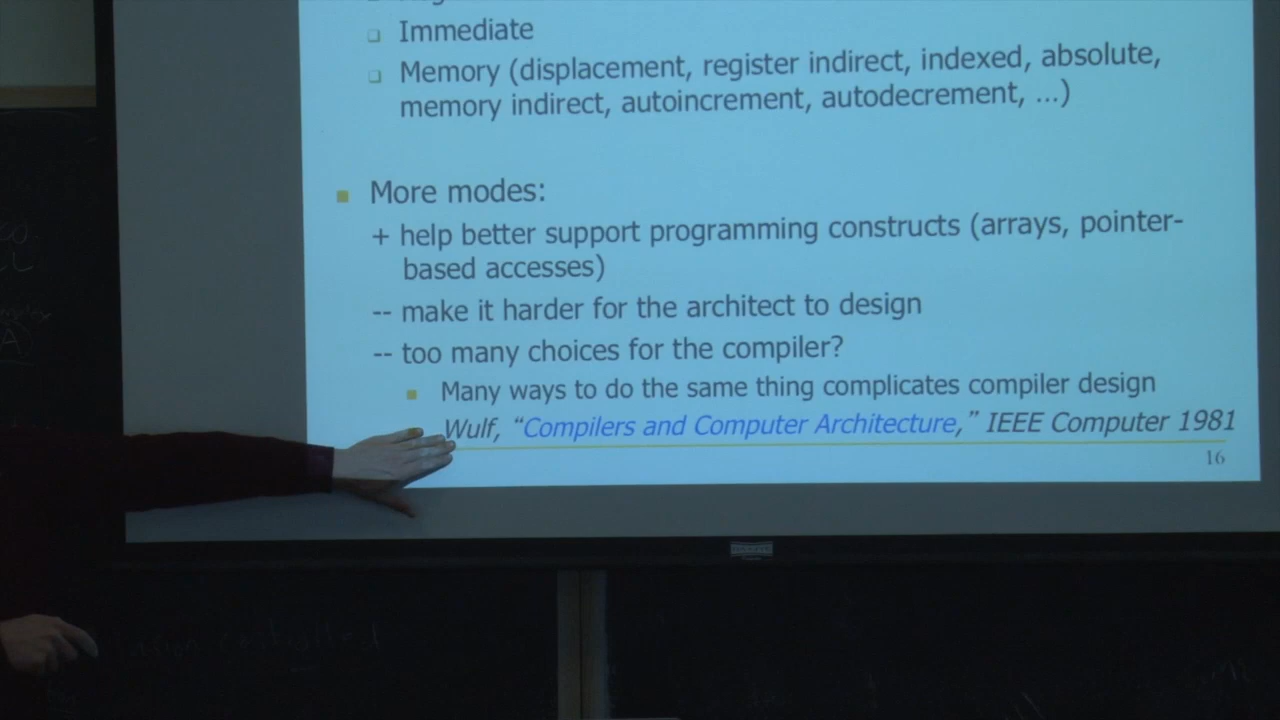 Immediate
Memory (displacement, register indirect, indexed, absolute,
memory indirect, autoincrement, autodecrement, ...)
More modes:
+ help better support programming constructs (arrays, pointer-
based accesses)
-- make it harder for the architect to design
-- too many choices for the compiler?
Many ways to do the same thing complicates compiler design
Wulf, “Compilers and Computer Architecture,” IEEE Computer 1981
16